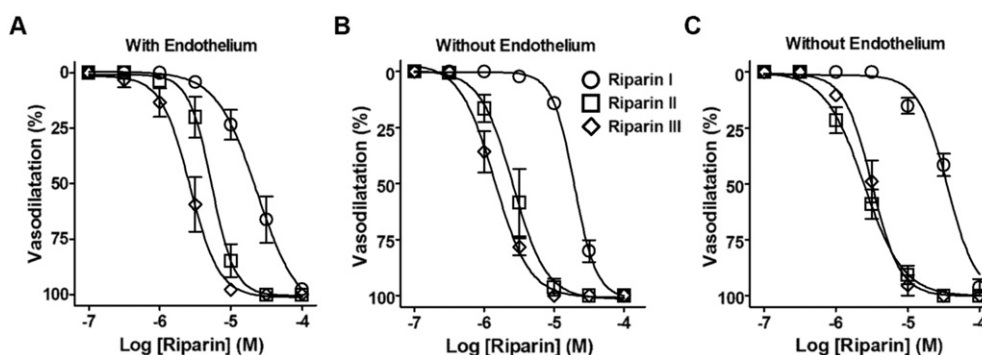 A
With Endothelium
Vasodilatation (%)
0
25
50
75
100
-7
-6
-5
-4
Log [Riparin] (M)
B
Without Endothelium
Riparin I
Riparin II
Riparin III
Vasodilatation (%)
0
25
50
75
100
-7
-6
-5
-4
Log [Riparin] (M)
C
Without Endothelium
Vasodilatation (%)
0
25
50
75
100
-7
-6
-5
-4
Log [Riparin] (M)